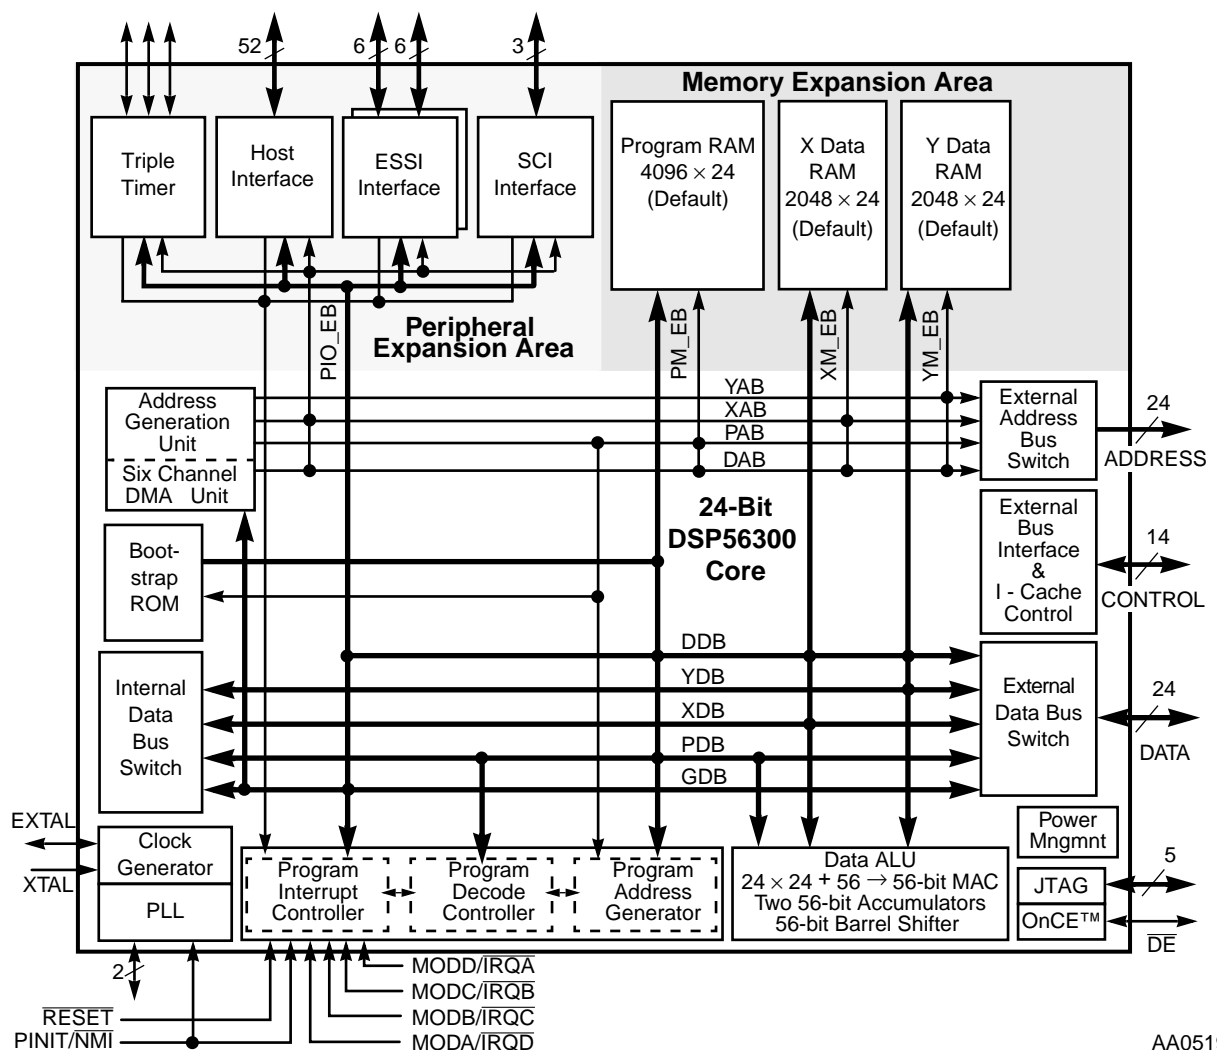 52
6
6
3
Memory Expansion Area
Triple
Timer
Host
Interface
ESSI
Interface
SCI
Interface
Program RAM
4096 × 24
(Default)
X Data
RAM
2048 × 24
(Default)
Y Data
RAM
2048 × 24
(Default)
Peripheral
Expansion Area
PIO_EB
PM_EB
XM_EB
YM_EB
Address
Generation
Unit
Six Channel
DMA Unit
YAB
XAB
PAB
DAB
External
Address
Bus
Switch
24
ADDRESS
24-Bit
DSP56300
Core
Boot-
strap
ROM
External
Bus
Interface
&
I - Cache
Control
14
CONTROL
Internal
Data
Bus
Switch
DDB
YDB
XDB
PDB
GDB
External
Data Bus
Switch
24
DATA
EXTAL
XTAL
Clock
Generator
PLL
2
Program
Interrupt
Controller
Program
Decode
Controller
Program
Address
Generator
Data ALU
24 × 24 + 56 → 56-bit MAC
Two 56-bit Accumulators
56-bit Barrel Shifter
Power
Mngmnt
JTAG
OnCE™
5
DE
RESET
PINIT/NMI
MODD/IRQA
MODC/IRQB
MODB/IRQC
MODA/IRQD